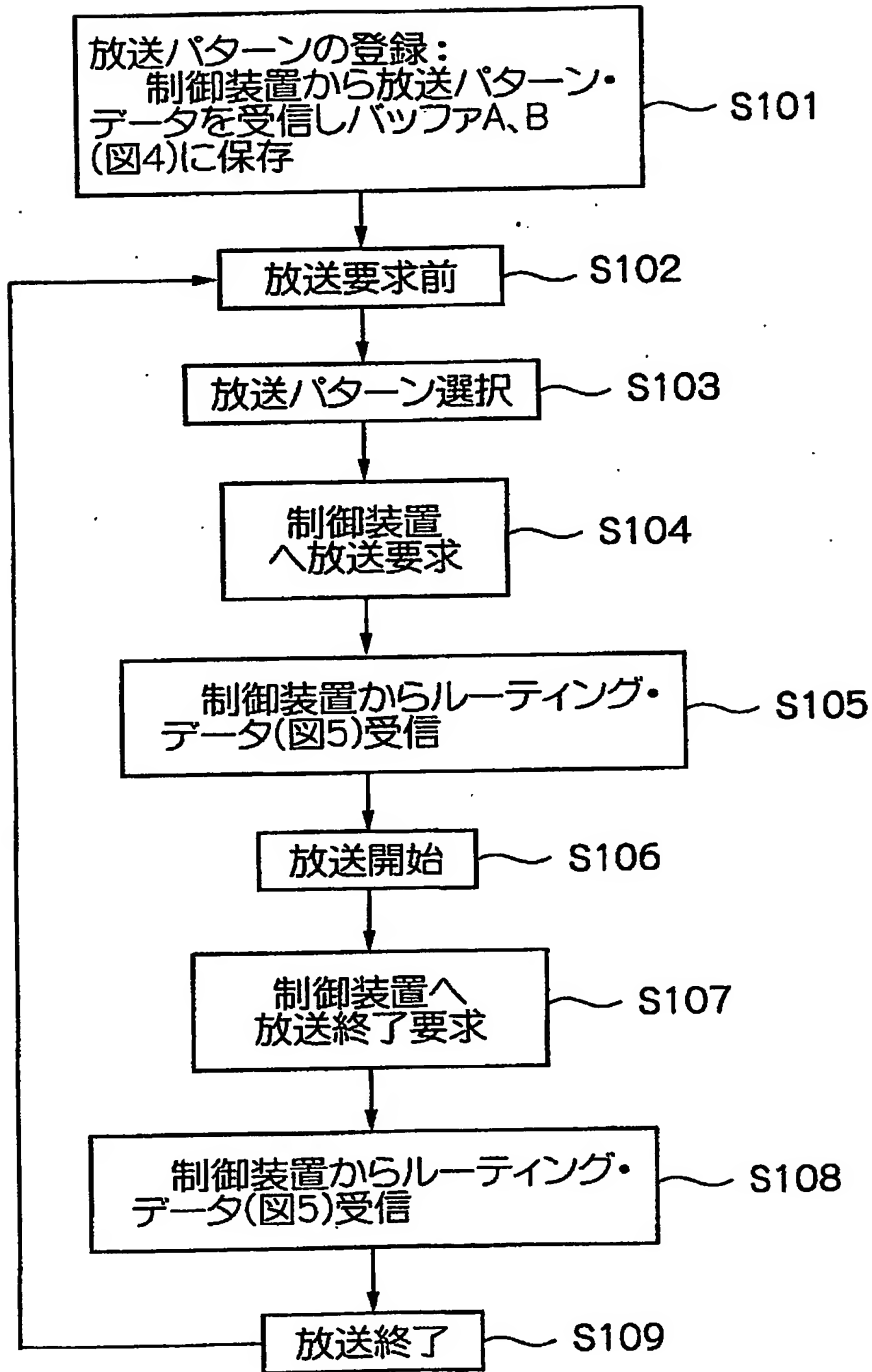 放送パターンの登録：
制御装置から放送パターン・
データを受信しバッファA、B
(図4)に保存
S101
放送要求前
S102
放送パターン選択
S103
制御装置
へ放送要求
S104
制御装置からルーティング・
データ(図5)受信
S105
放送開始
S106
制御装置へ
放送終了要求
S107
制御装置からルーティング・
データ(図5)受信
S108
放送終了
S109